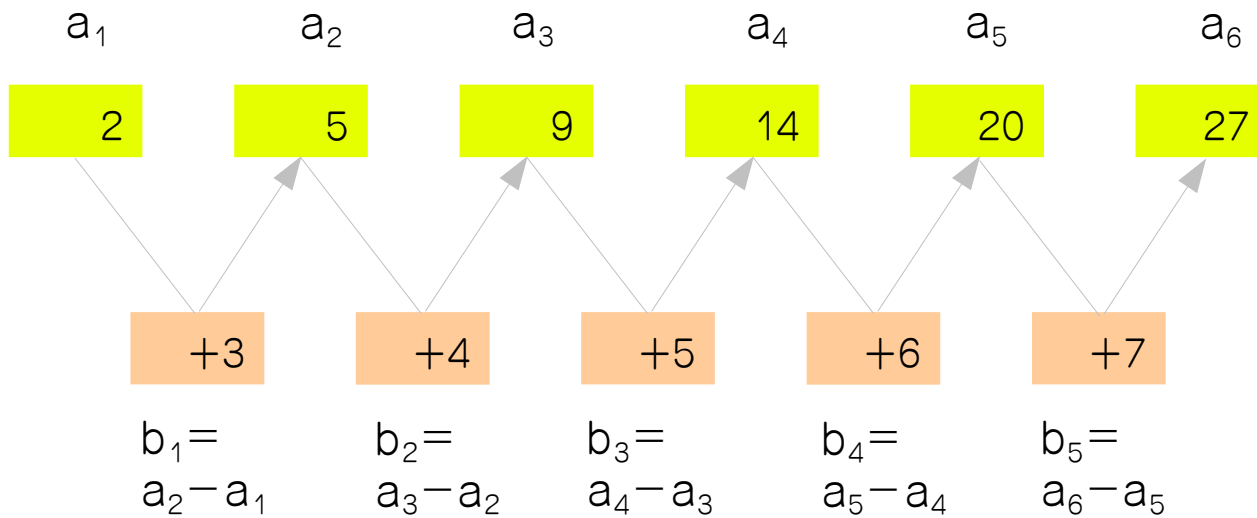 a₁ a₂ a₃ a₄ a₅ a₆
2 5 9 14 20 27
+3 +4 +5 +6 +7
b₁= b₂= b₃= b₄= b₅=
a₂−a₁ a₃−a₂ a₄−a₃ a₅−a₄ a₆−a₅